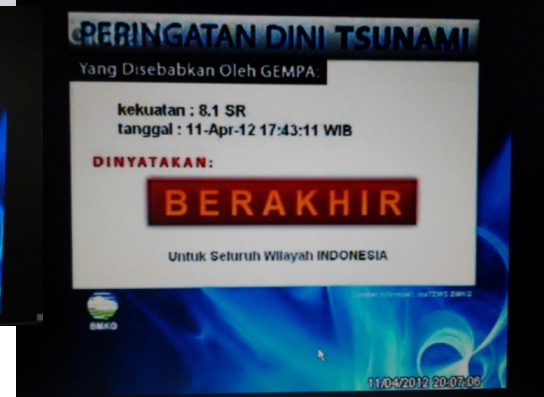 PERINGATAN DINI TSUNAMI
Yang Disebabkan Oleh GEMPA:
kekuatan : 8.1 SR
tanggal : 11-Apr-12 17:43:11 WIB
DINYATAKAN:
BERAKHIR
Untuk Seluruh Wilayah INDONESIA
BMKG
11/04/2012 20:07:06